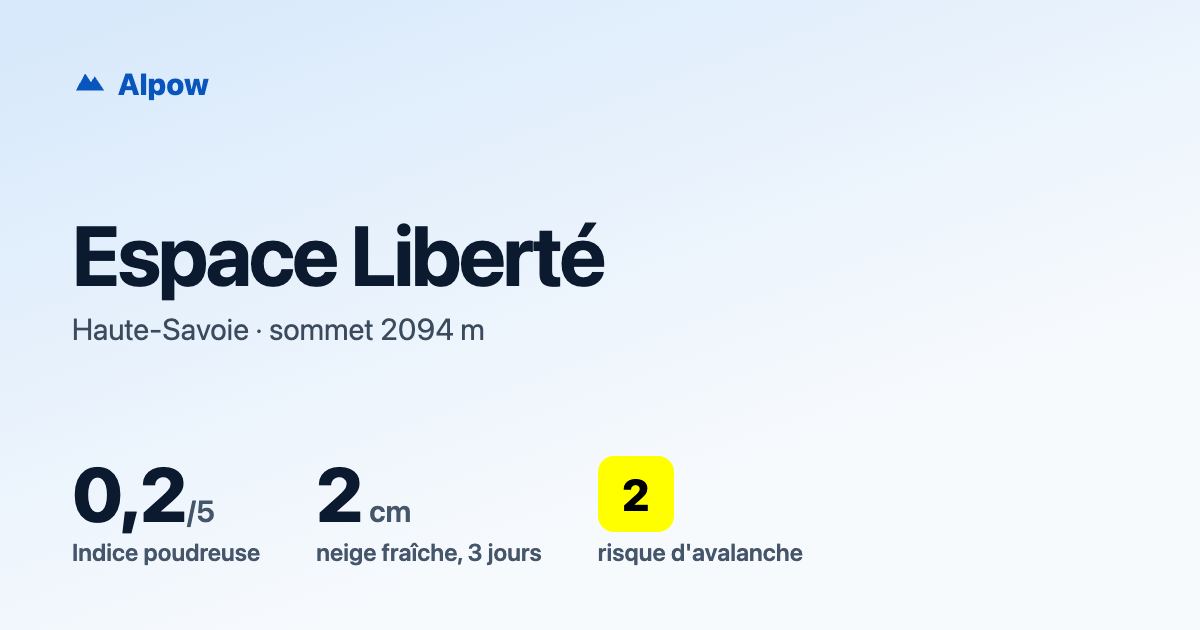 Alpow
Espace Liberté
Haute-Savoie · sommet 2094 m
0,2/5
Indice poudreuse
2 cm
neige fraîche, 3 jours
2
risque d'avalanche